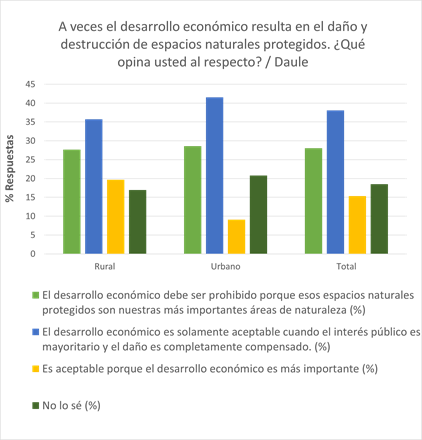 A veces el desarrollo económico resulta en el daño y
destrucción de espacios naturales protegidos. ¿Qué
opina usted al respecto? / Daule
% Respuestas
45
40
35
30
25
20
15
10
5
0
Rural Urbano Total
El desarrollo económico debe ser prohibido porque esos espacios naturales
protegidos son nuestras más importantes áreas de naturaleza (%)
El desarrollo económico es solamente aceptable cuando el interés público es
mayoritario y el daño es completamente compensado. (%)
Es aceptable porque el desarrollo económico es más importante (%)
No lo sé (%)